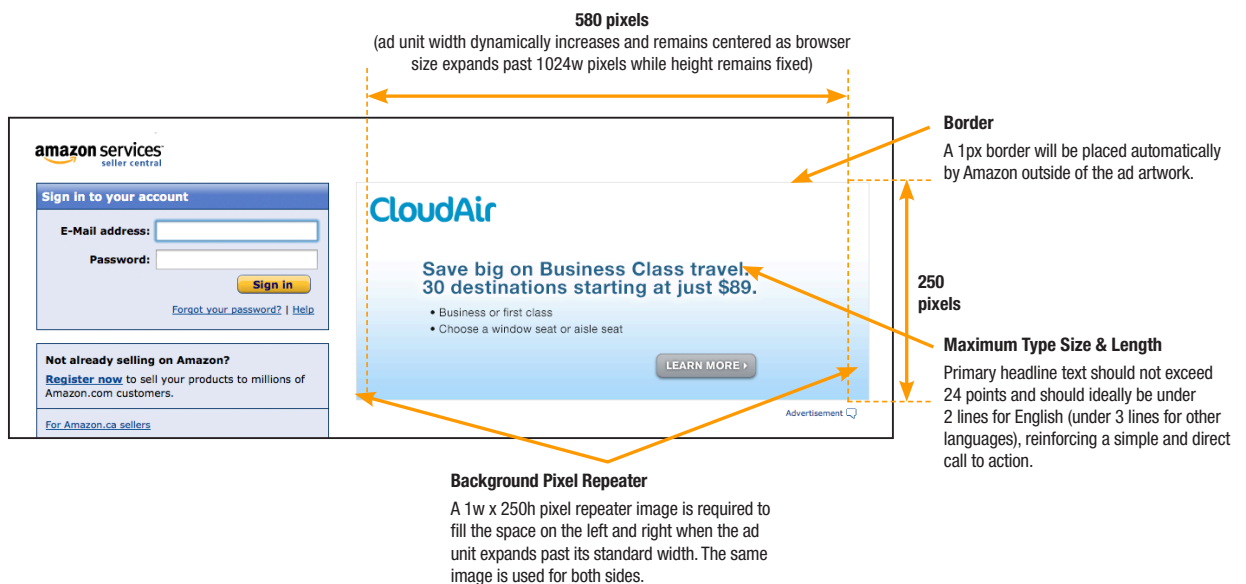 580 pixels
(ad unit width dynamically increases and remains centered as browser
size expands past 1024w pixels while height remains fixed)
amazon services
seller central
Sign in to your account
E-Mail address:
Password:
Sign in
Forgot your password? | Help
Not already selling on Amazon?
Register now to sell your products to millions of
Amazon.com customers.
For Amazon.ca sellers
CloudAir
Save big on Business Class travel.
30 destinations starting at just $89.
• Business or first class
• Choose a window seat or aisle seat
LEARN MORE
Advertisement
Border
A 1px border will be placed automatically
by Amazon outside of the ad artwork.
250
pixels
Maximum Type Size & Length
Primary headline text should not exceed
24 points and should ideally be under
2 lines for English (under 3 lines for other
languages), reinforcing a simple and direct
call to action.
Background Pixel Repeater
A 1w x 250h pixel repeater image is required to
fill the space on the left and right when the ad
unit expands past its standard width. The same
image is used for both sides.